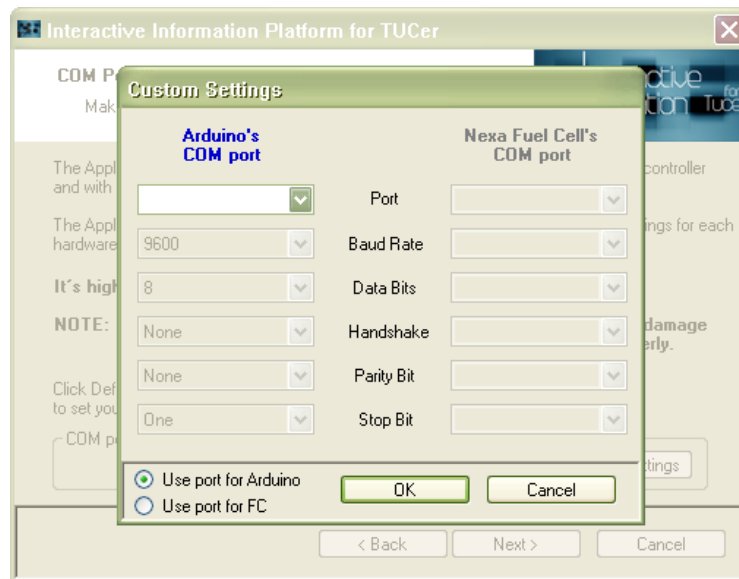 Interactive Information Platform for TUCer
COM P
Mak
The Appl
and with
controller
The Appl
hardware
ings for each
It´s high
NOTE:
damage
erly.
Click Def
to set you
COM po
ttings
< Back
Next >
Cancel
Custom Settings
Arduino's
COM port
Nexa Fuel Cell's
COM port
Port
9600
Baud Rate
8
Data Bits
None
Handshake
None
Parity Bit
One
Stop Bit
Use port for Arduino
Use port for FC
OK
Cancel